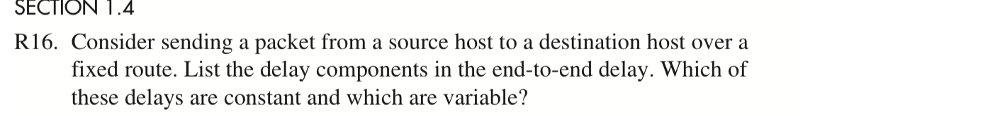 SECTION 1.4
R16. Consider sending a packet from a source host to a destination host over a
fixed route. List the delay components in the end-to-end delay. Which of
these delays are constant and which are variable?